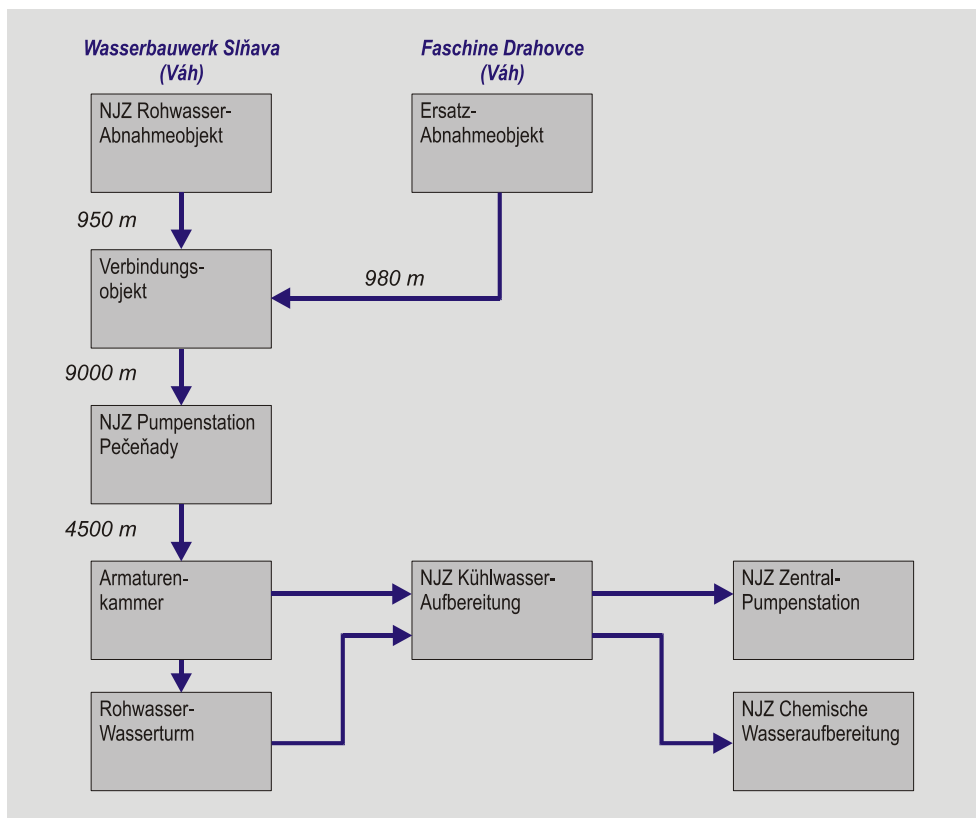 Wasserbauwerk Slňava
(Váh)
Faschine Drahovce
(Váh)
NJZ Rohwasser-
Abnahmeobjekt
Ersatz-
Abnahmeobjekt
950 m
Verbindungs-
objekt
980 m
9000 m
NJZ Pumpenstation
Pečeňady
4500 m
Armaturen-
kammer
NJZ Kühlwasser-
Aufbereitung
NJZ Zentral-
Pumpenstation
Rohwasser-
Wasserturm
NJZ Chemische
Wasseraufbereitung